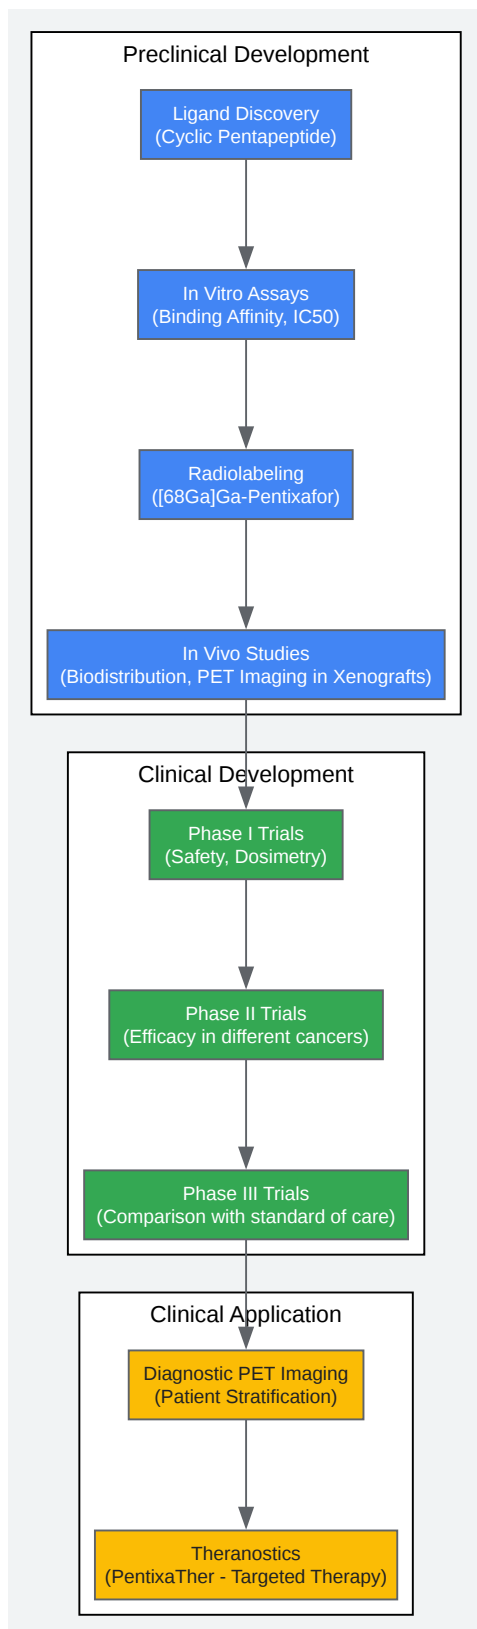 Preclinical Development
Ligand Discovery
(Cyclic Pentapeptide)
In Vitro Assays
(Binding Affinity, IC50)
Radiolabeling
([68Ga]Ga-Pentixafor)
In Vivo Studies
(Biodistribution, PET Imaging in Xenografts)
Clinical Development
Phase I Trials
(Safety, Dosimetry)
Phase II Trials
(Efficacy in different cancers)
Phase III Trials
(Comparison with standard of care)
Clinical Application
Diagnostic PET Imaging
(Patient Stratification)
Theranostics
(PentixaTher - Targeted Therapy)